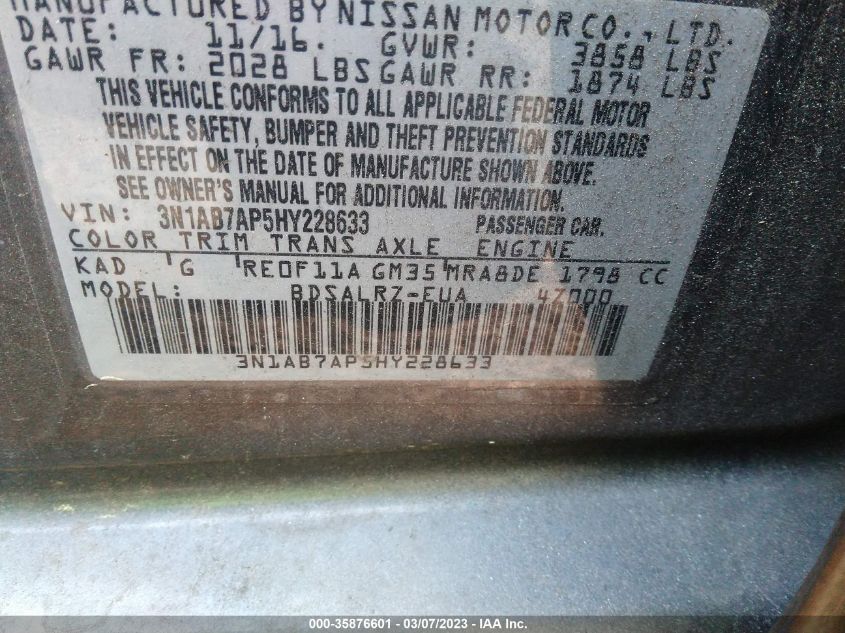 MANUFACTURED BY NISSAN MOTOR CO., LTD.
DATE: 11/16. GVWR: 3858 LBS
GAWR FR: 2028 LBS GAWR RR: 1874 LBS
THIS VEHICLE CONFORMS TO ALL APPLICABLE FEDERAL MOTOR
VEHICLE SAFETY, BUMPER AND THEFT PREVENTION STANDARDS
IN EFFECT ON THE DATE OF MANUFACTURE SHOWN ABOVE.
SEE OWNER'S MANUAL FOR ADDITIONAL INFORMATION.
VIN: 3N1AB7AP5HY228633 PASSENGER CAR.
COLOR TRIM TRANS AXLE ENGINE
KAD G RE0F11A GM35 MRA8DE 1798 CC
MODEL: BDSALRZ-EUA 47000
3N1AB7AP5HY228633
000-35876601 - 03/07/2023 - © IAA Inc.